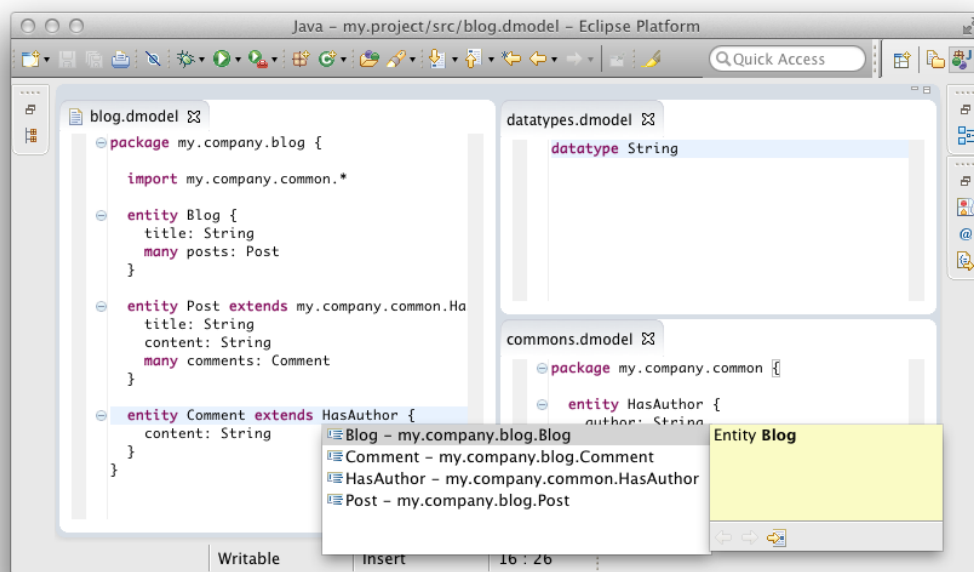 Java – my.project/src/blog.dmodel – Eclipse Platform
Quick Access
blog.dmodel
package my.company.blog {
import my.company.common.*
entity Blog {
title: String
many posts: Post
}
entity Post extends my.company.common.Ha
title: String
content: String
many comments: Comment
}
entity Comment extends HasAuthor {
content: String
}
}
datatypes.dmodel
datatype String
commons.dmodel
package my.company.common {
entity HasAuthor {
author: String
Blog – my.company.blog.Blog
Comment – my.company.blog.Comment
HasAuthor – my.company.common.HasAuthor
Post – my.company.blog.Post
Entity Blog
Writable
Insert
16 : 26